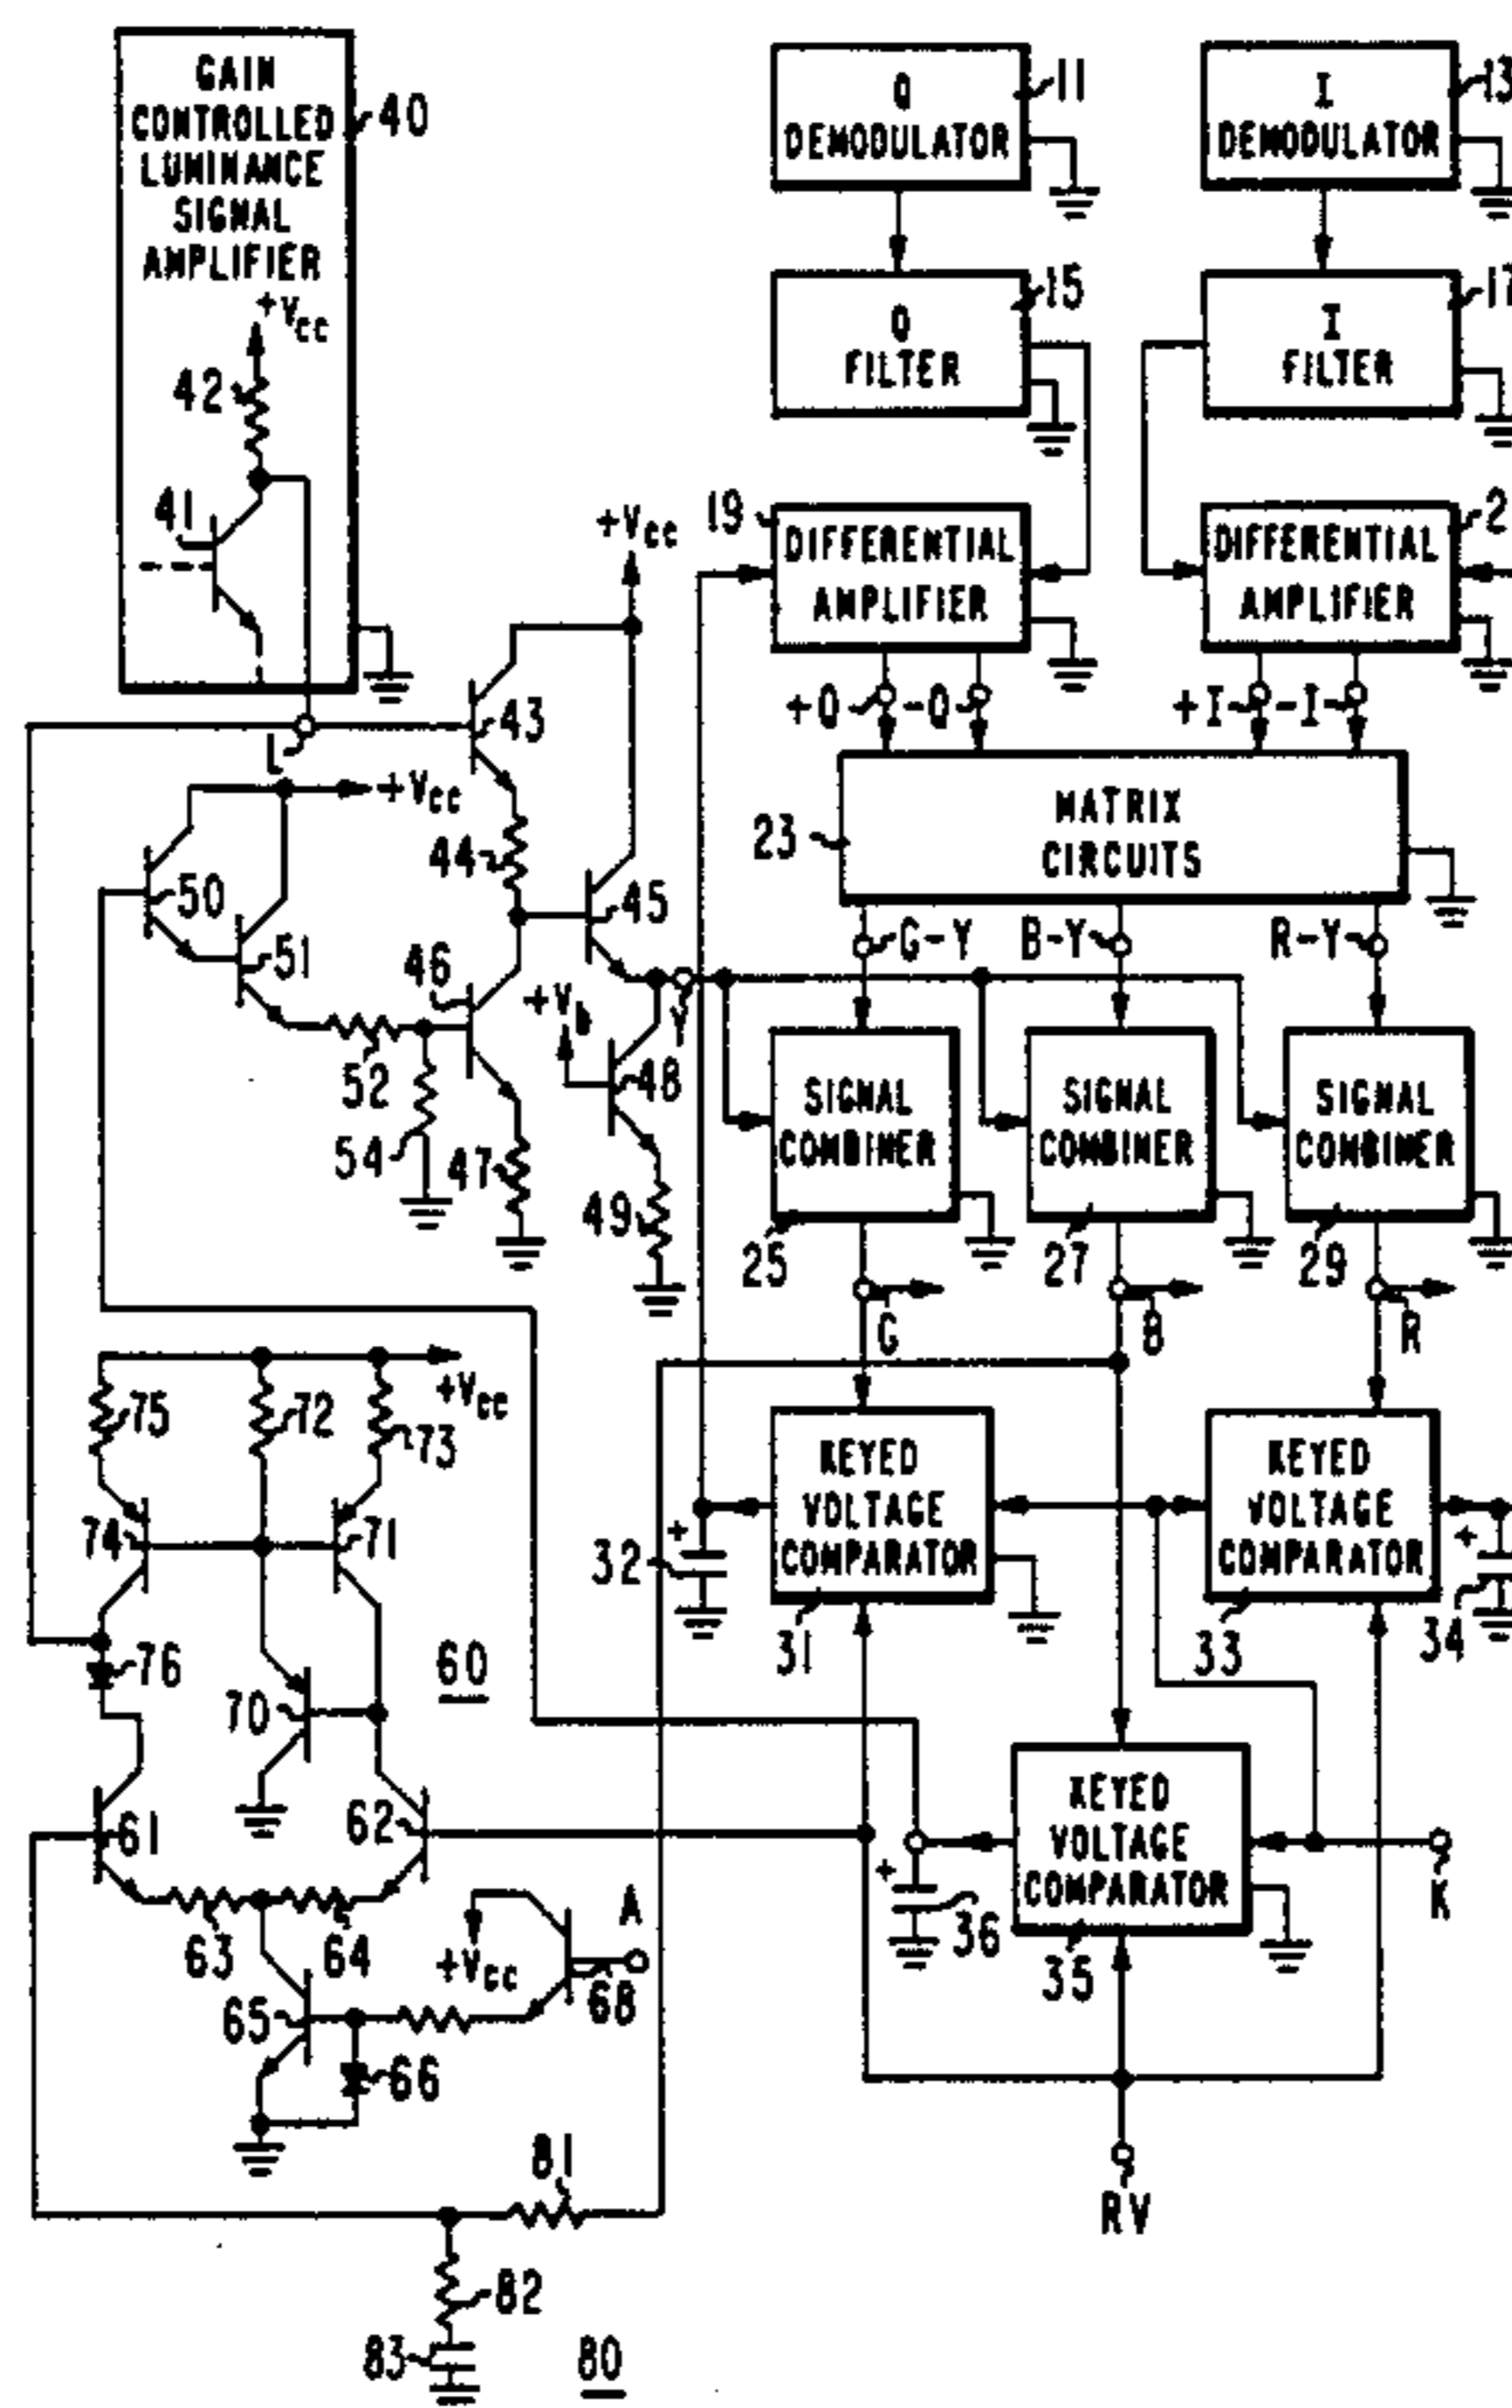 GAIN
CONTROLLED
LUMINANCE
SIGNAL
AMPLIFIER
40
+Vcc
42
41
L
Q
DEMODULATOR
11
I
DEMODULATOR
13
Q
FILTER
15
I
FILTER
17
+Vcc
19
DIFFERENTIAL
AMPLIFIER
DIFFERENTIAL
AMPLIFIER
2
43
+Q
-Q
+I
-I
+Vcc
44
23
MATRIX
CIRCUITS
50
45
51
46
G-Y
B-Y
R-Y
+Vb
Y
52
48
54
47
49
SIGNAL
COMBINER
SIGNAL
COMBINER
SIGNAL
COMBINER
25
27
29
G
B
R
+Vcc
75
72
73
74
71
32
KEYED
VOLTAGE
COMPARATOR
KEYED
VOLTAGE
COMPARATOR
31
33
34
76
60
70
61
62
KEYED
VOLTAGE
COMPARATOR
K
36
35
63
64
+Vcc
A
68
65
66
81
RV
82
83
80